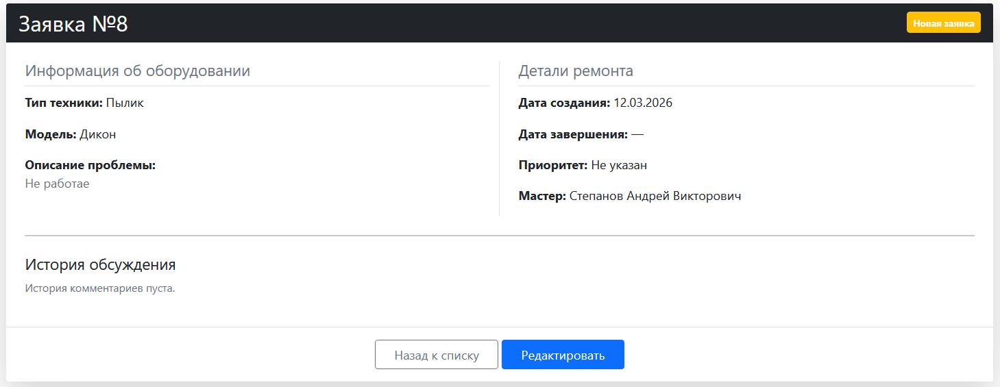 Заявка №8
Новая заявка
Информация об оборудовании
Тип техники: Пылик
Модель: Дикон
Описание проблемы:
Не работае
Детали ремонта
Дата создания: 12.03.2026
Дата завершения: —
Приоритет: Не указан
Мастер: Степанов Андрей Викторович
История обсуждения
История комментариев пуста.
Назад к списку
Редактировать